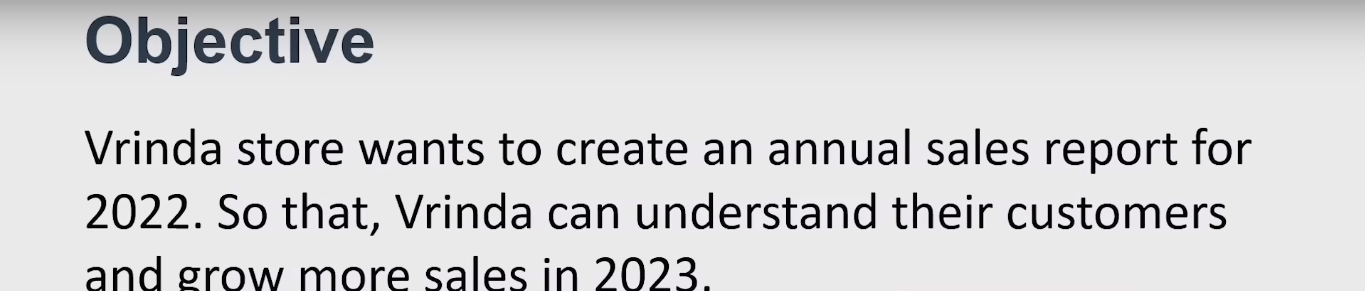 Objective
Vrinda store wants to create an annual sales report for
2022. So that, Vrinda can understand their customers
and grow more sales in 2023.